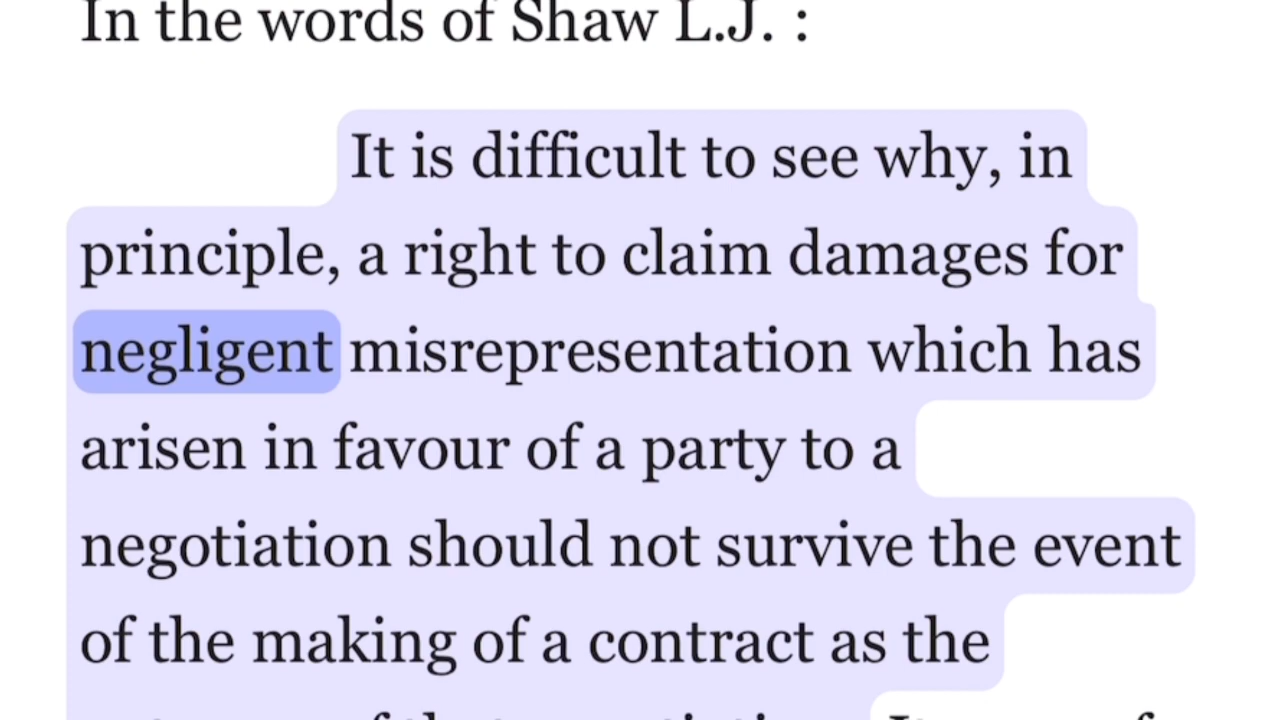 In the words of Shaw L.J. :
It is difficult to see why, in
principle, a right to claim damages for
negligent misrepresentation which has
arisen in favour of a party to a
negotiation should not survive the event
of the making of a contract as the